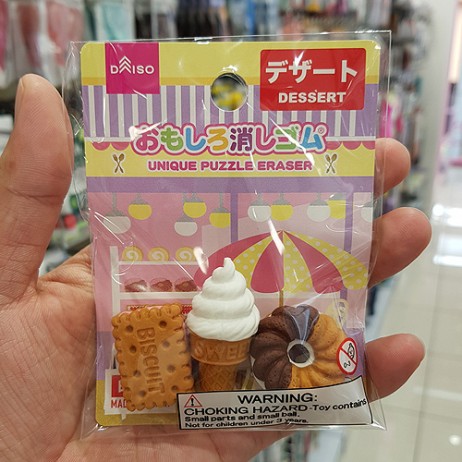 DAISO
デザート
DESSERT
おもしろ消しゴム
UNIQUE PUZZLE ERASER
BISCUIT
WARNING:
CHOKING HAZARD-Toy contains
Small parts and small ball.
Not for children under 3 years.